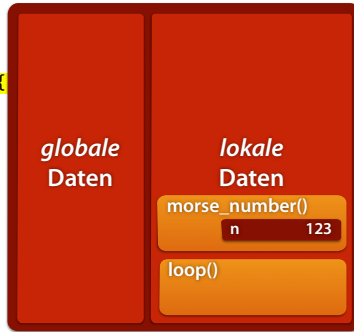 {
globale
Daten
lokale
Daten
morse_number()
n 123
loop()